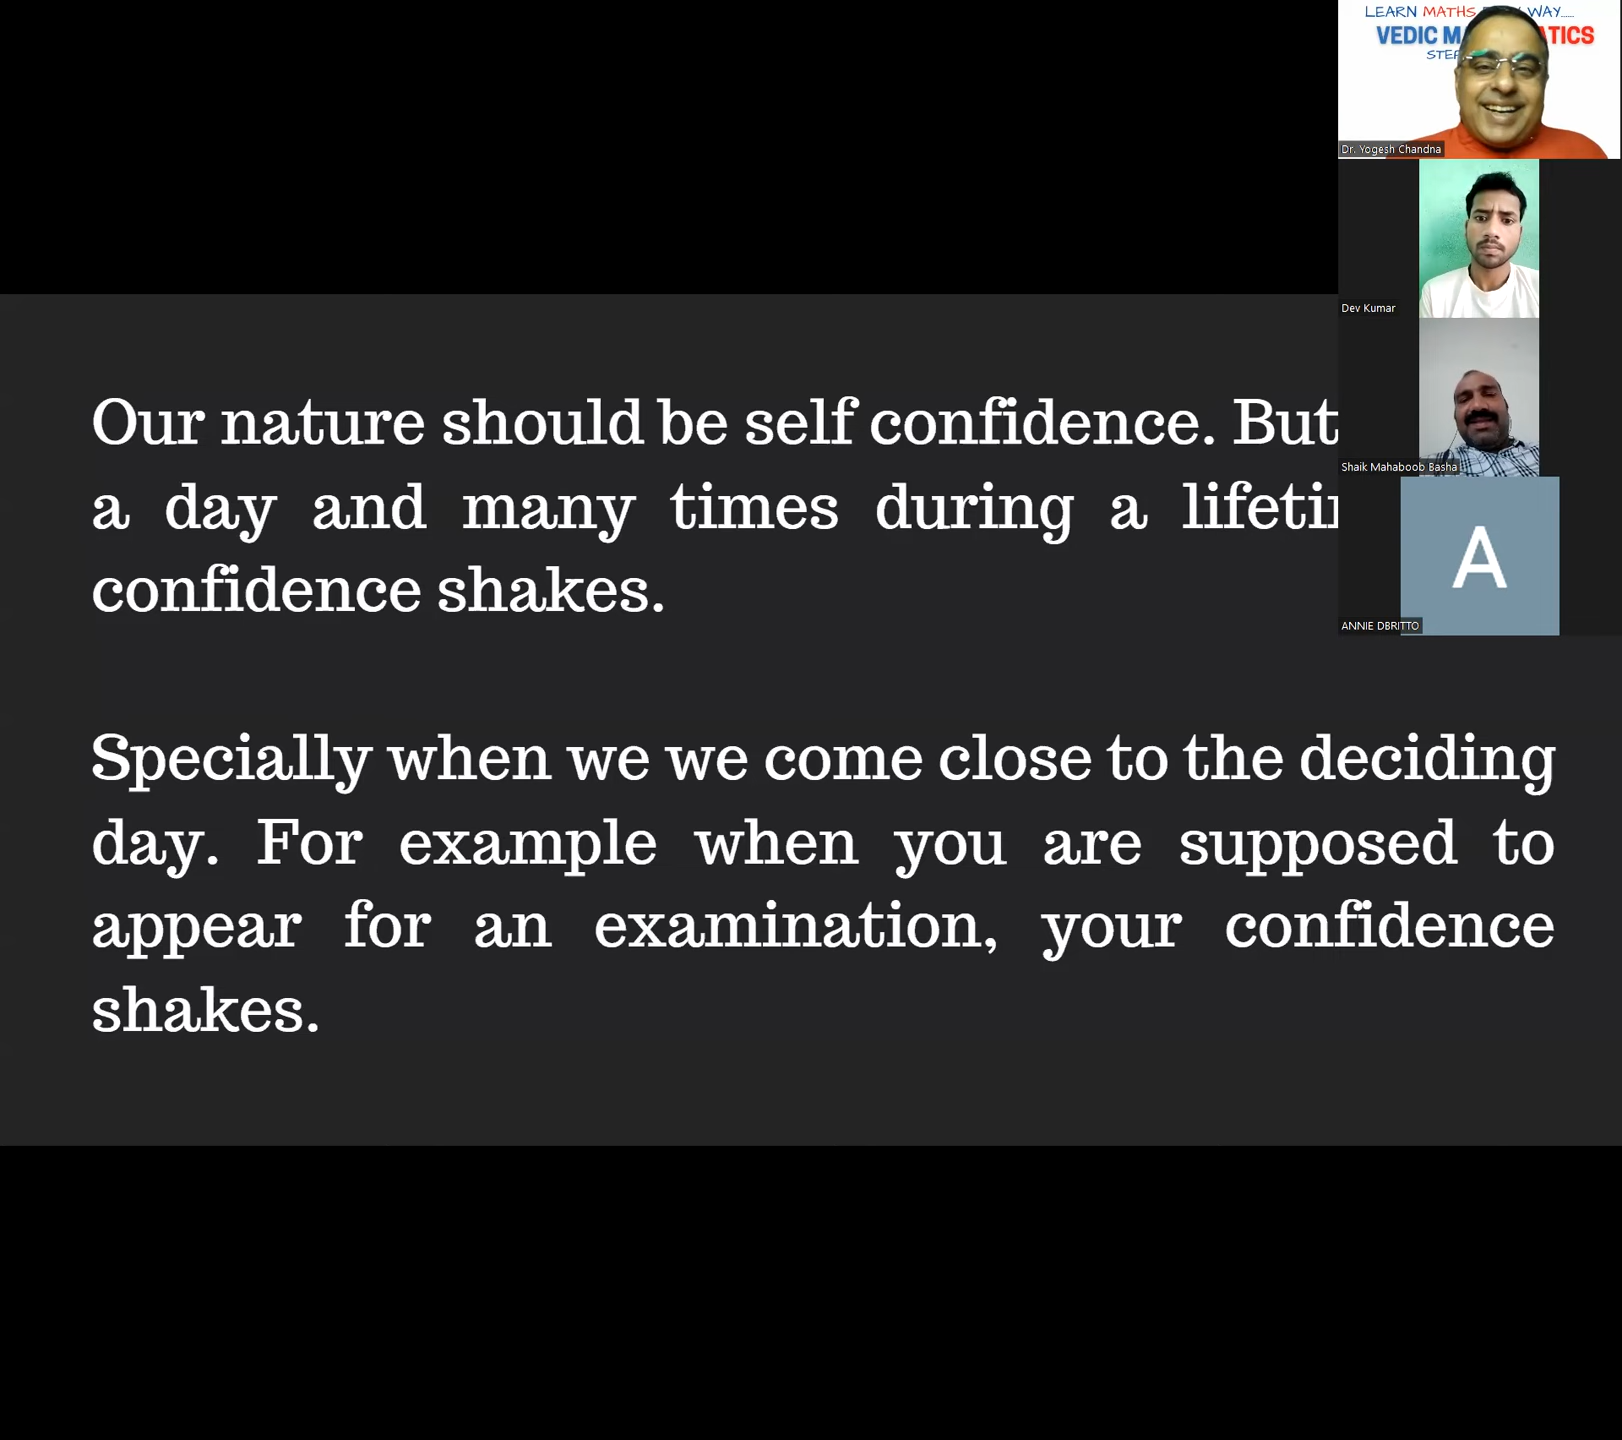 LEARN MATHS WAY.....
VEDIC
Dr. Yogesh Chandna
Dev Kumar
Shaik Mahaboob Basha
A
ANNIE DBRITTO
Our nature should be self confidence. But
a day and many times during a
confidence shakes.
Specially when we we come close to the deciding
day. For example when you are supposed to
appear for an examination, your confidence
shakes.